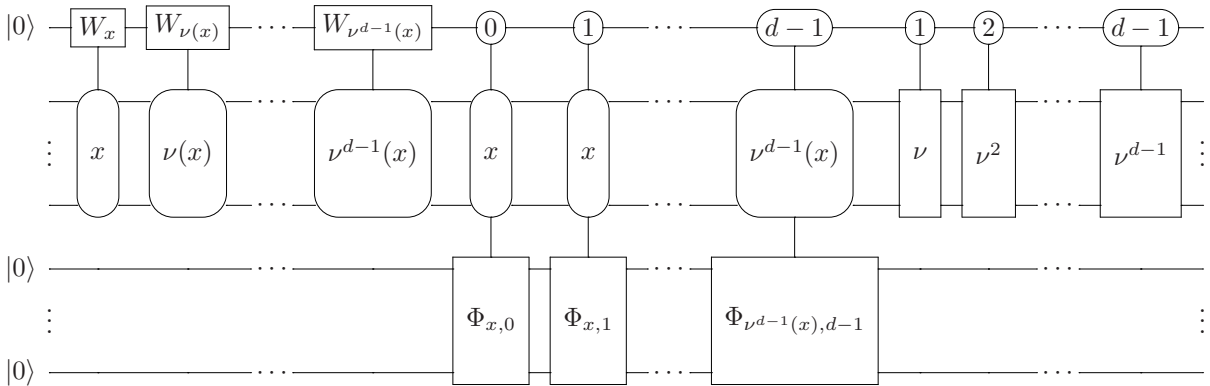 |0⟩ W_x W_{ν(x)} ⋯ W_{ν^{d−1}(x)} 0 1 ⋯ d−1 1 2 ⋯ d−1
⋯ ⋯ ⋯
⋮ x ν(x) ν^{d−1}(x) x x ν^{d−1}(x) ν ν^2 ν^{d−1} ⋮
⋯ ⋯ ⋯
|0⟩ ⋯ ⋯ ⋯
⋮ Φ_{x,0} Φ_{x,1} Φ_{ν^{d−1}(x),d−1} ⋮
|0⟩ ⋯ ⋯ ⋯